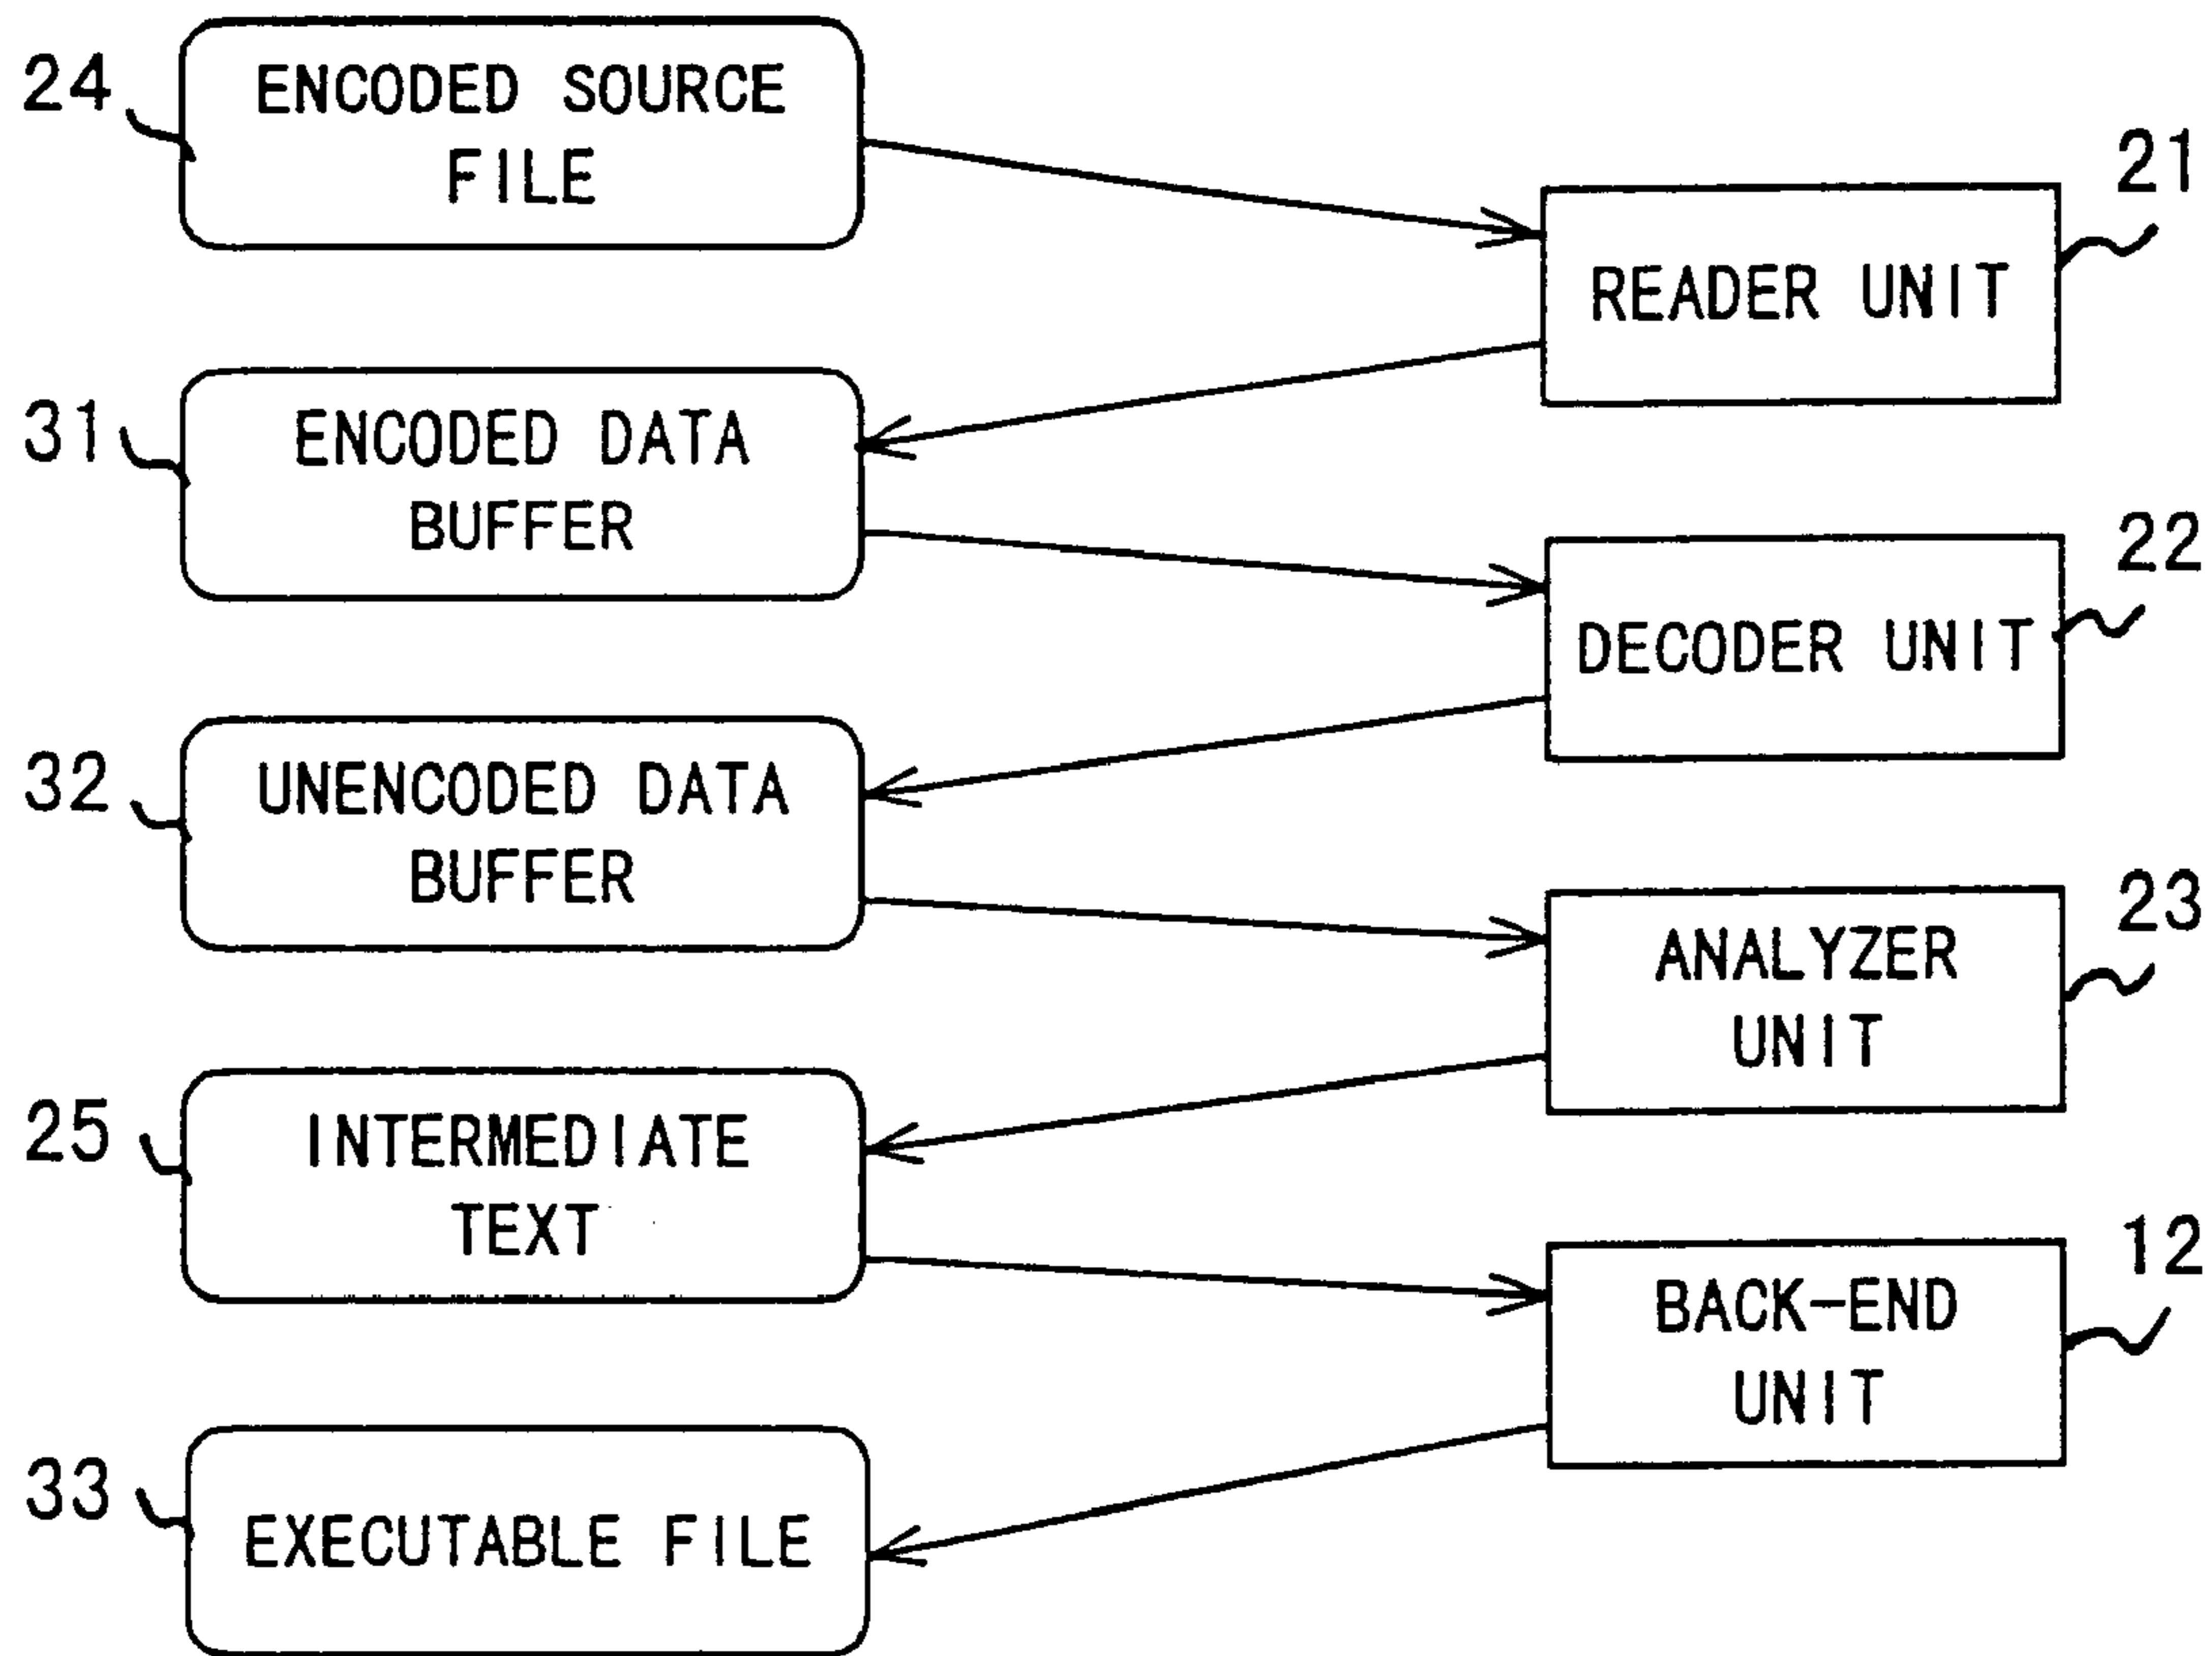 24
ENCODED SOURCE
FILE
21
READER UNIT
31
ENCODED DATA
BUFFER
22
DECODER UNIT
32
UNENCODED DATA
BUFFER
23
ANALYZER
UNIT
25
INTERMEDIATE
TEXT
12
BACK-END
UNIT
33
EXECUTABLE FILE